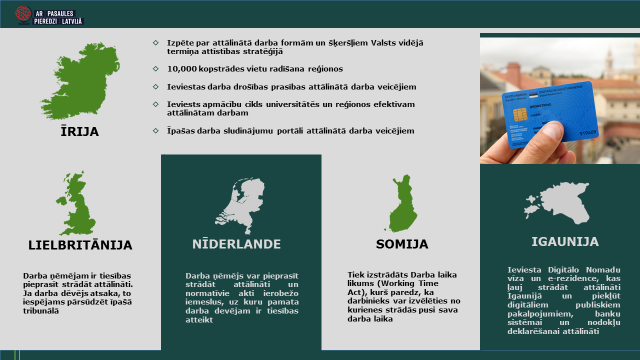 AR PASAULES
PIEREDZI LATVIJĀ
Izpēte par attālinātā darba formām un šķēršļiem Valsts vidējā
termiņa attīstības stratēģijā
10,000 kopstrādes vietu radīšana reģionos
Ieviestas darba drošības prasības attālinātā darba veicējiem
Ieviests apmācību cikls universitātēs un reģionos efektīvam
attālinātam darbam
Īpašas darba sludinājumu portāli attālinātā darba veicējiem
ĪRIJA
LIELBRITĀNIJA
Darba ņēmējam ir tiesības
pieprasīt strādāt attālināti.
Ja darba dēvējs atsaka, to
iespējams pārsūdzēt īpašā
tribunālā
NĪDERLANDE
Darba ņēmējs var pieprasīt
strādāt attālināti un
normatīvie akti ierobežo
iemeslus, uz kuru pamata
darba devējam ir tiesības
atteikt
SOMIJA
Tiek izstrādāts Darba laika
likums (Working Time
Act), kurš paredz, ka
darbinieks var izvēlēties no
kurienes strādās pusi sava
darba laika
IGAUNIJA
Ieviesta Digitālo Nomadu
vīza un e-rezidence, kas
ļauj strādāt attālināti
Igaunijā un piekļūt
digitāliem publiskiem
pakalpojumiem, banku
sistēmai un nodokļu
deklarēšanai attālināti